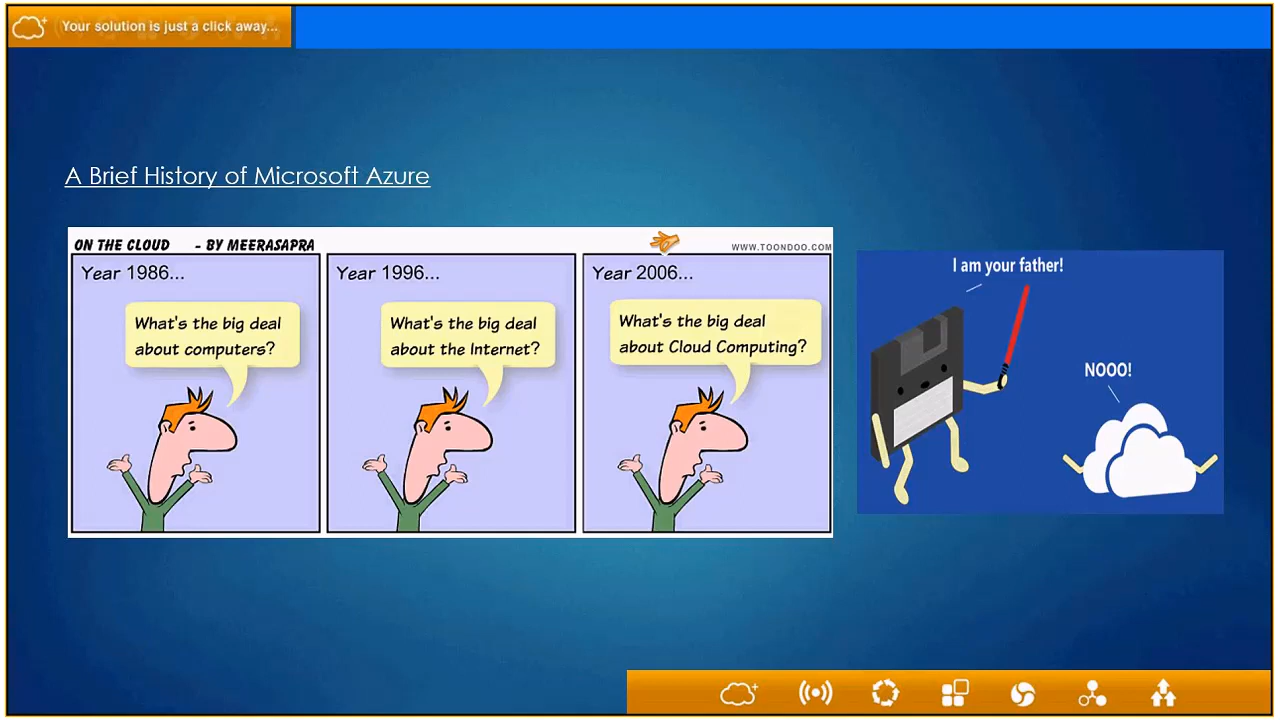 Your solution is just a click away...
A Brief History of Microsoft Azure
ON THE CLOUD - BY MEERASAPRA
WWW.TOONDOO.COM
Year 1986...
What's the big deal
about computers?
Year 1996...
What's the big deal
about the Internet?
Year 2006...
What's the big deal
about Cloud Computing?
I am your father!
NOOO!